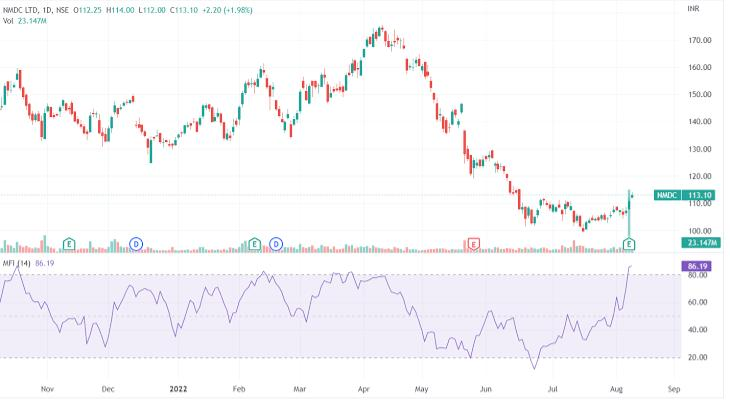 NMDC LTD, 1D, NSE O112.25 H114.00 L112.00 C113.10 +2.20 (+1.98%)
INR
Vol 23.147M
170.00
160.00
150.00
140.00
130.00
120.00
NMDC 113.10
110.00
100.00
E D E D E E
23.147M
MFI (14) 86.19
86.19
80.00
60.00
40.00
20.00
Nov Dec 2022 Feb Mar Apr May Jun Jul Aug Sep